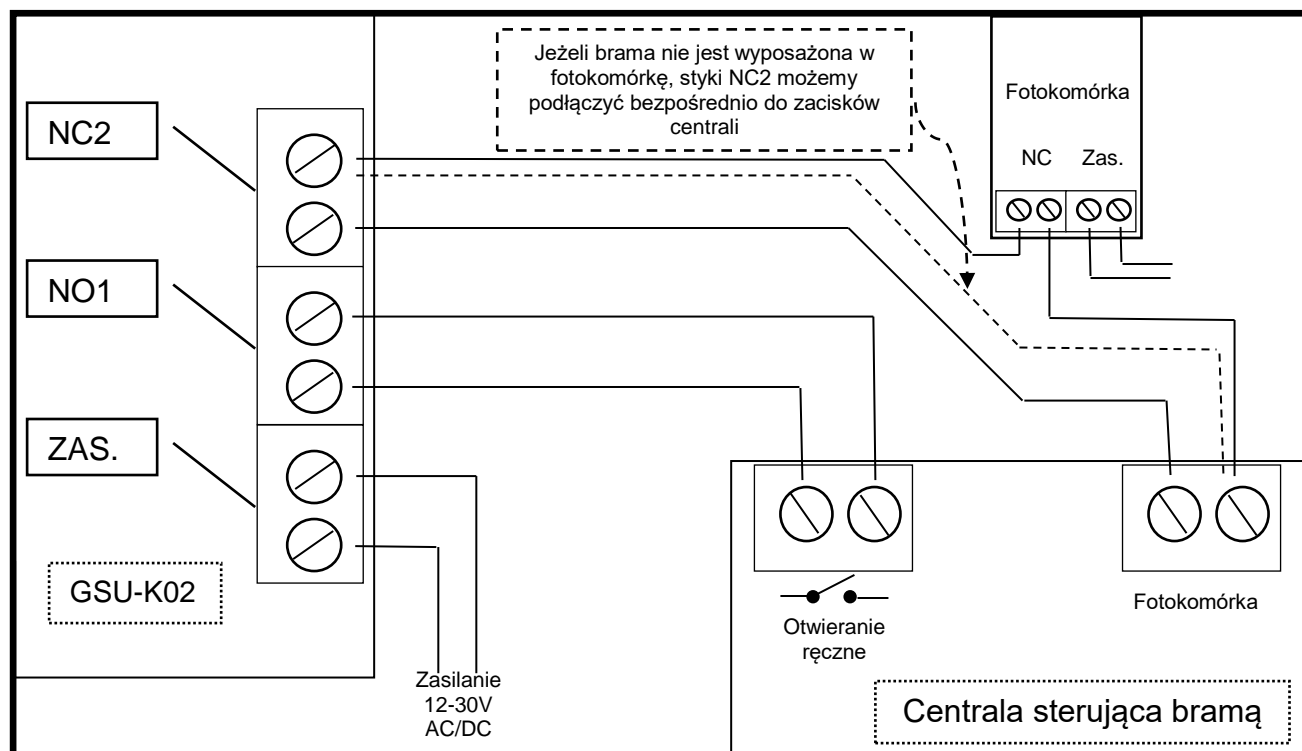 Jeżeli brama nie jest wyposażona w
fotokomórkę, styki NC2 możemy
podłączyć bezpośrednio do zacisków
centrali
Fotokomórka
NC Zas.
NC2
NO1
ZAS.
GSU-K02
Zasilanie
12-30V
AC/DC
Otwieranie
ręczne
Fotokomórka
Centrala sterująca bramą